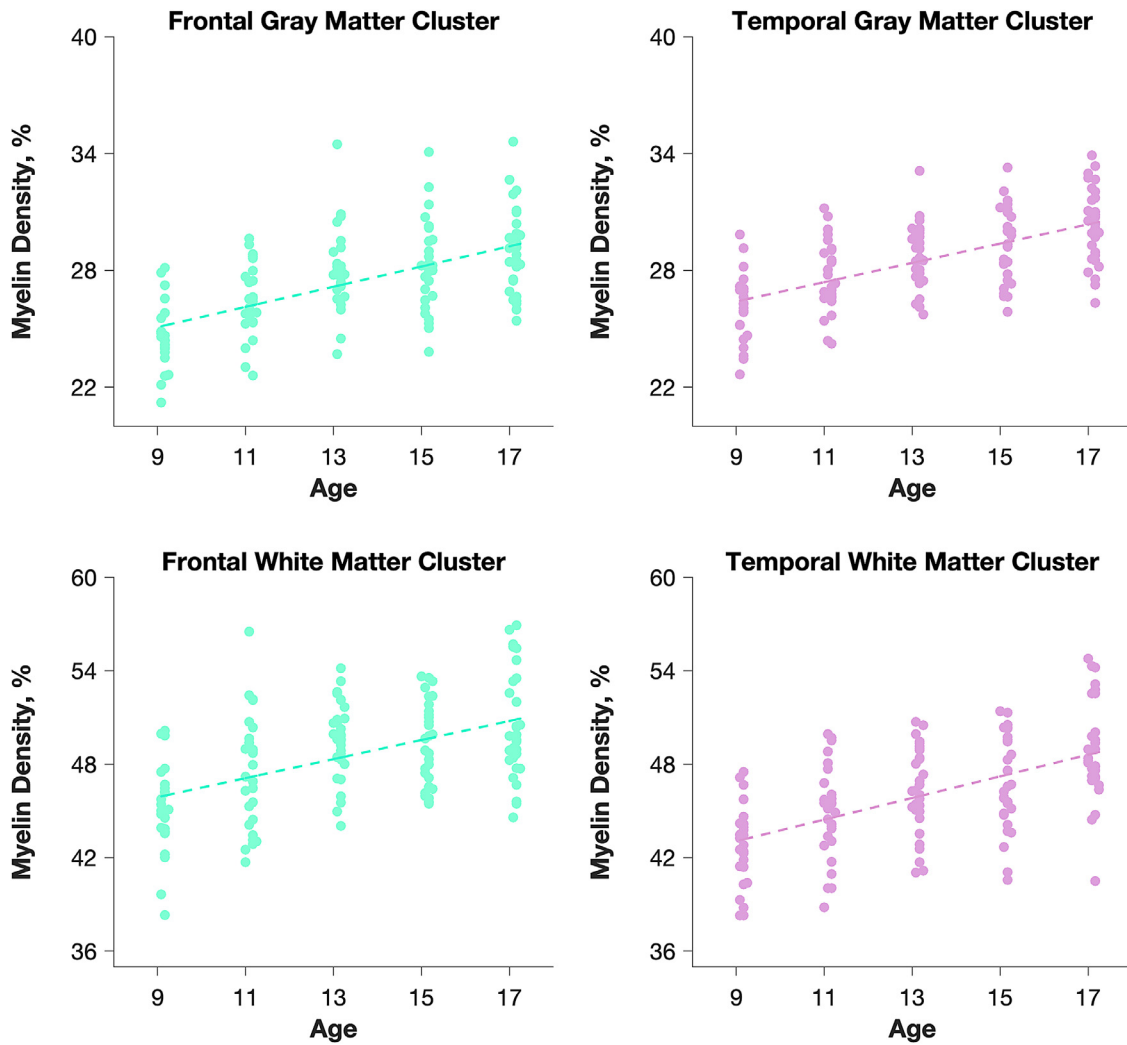 Frontal Gray Matter Cluster
Myelin Density, %
40
34
28
22
9 11 13 15 17
Age
Temporal Gray Matter Cluster
Myelin Density, %
40
34
28
22
9 11 13 15 17
Age
Frontal White Matter Cluster
Myelin Density, %
60
54
48
42
36
9 11 13 15 17
Age
Temporal White Matter Cluster
Myelin Density, %
60
54
48
42
36
9 11 13 15 17
Age